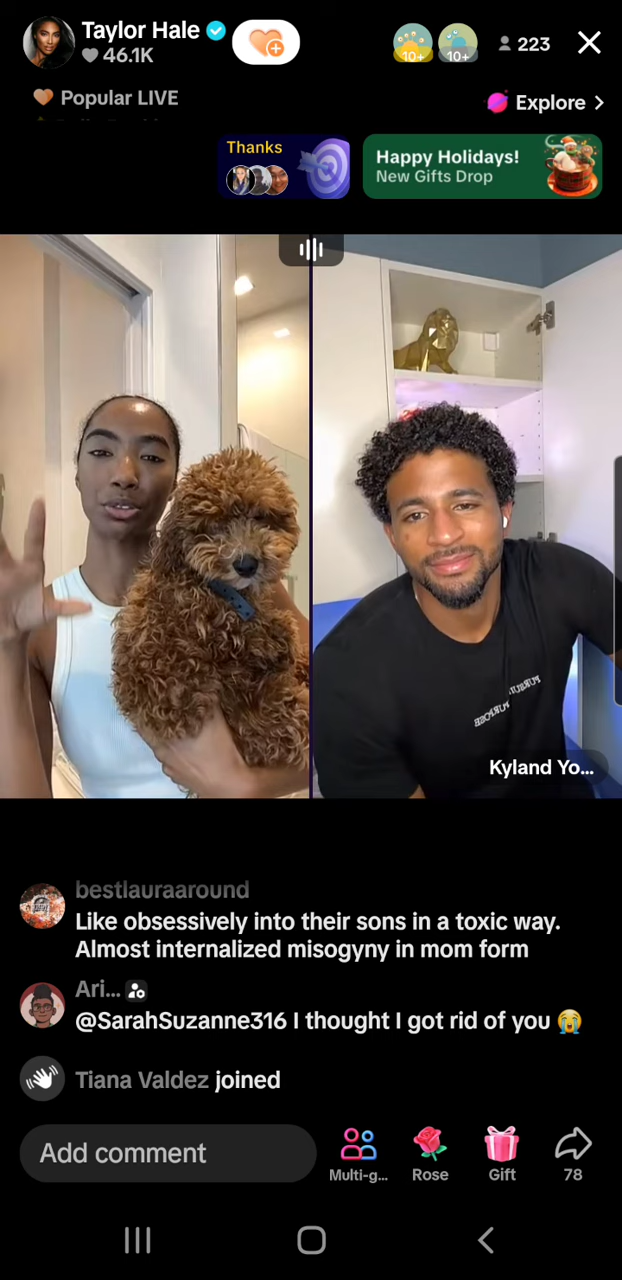 Taylor Hale
46.1K
10+
10+
223
Popular LIVE
Explore >
Thanks
Happy Holidays!
New Gifts Drop
Kyland Yo...
bestlauraaround
Like obsessively into their sons in a toxic way.
Almost internalized misogyny in mom form
Ari...
@SarahSuzanne316 I thought I got rid of you 😭
Tiana Valdez joined
Add comment
Multi-g...
Rose
Gift
78